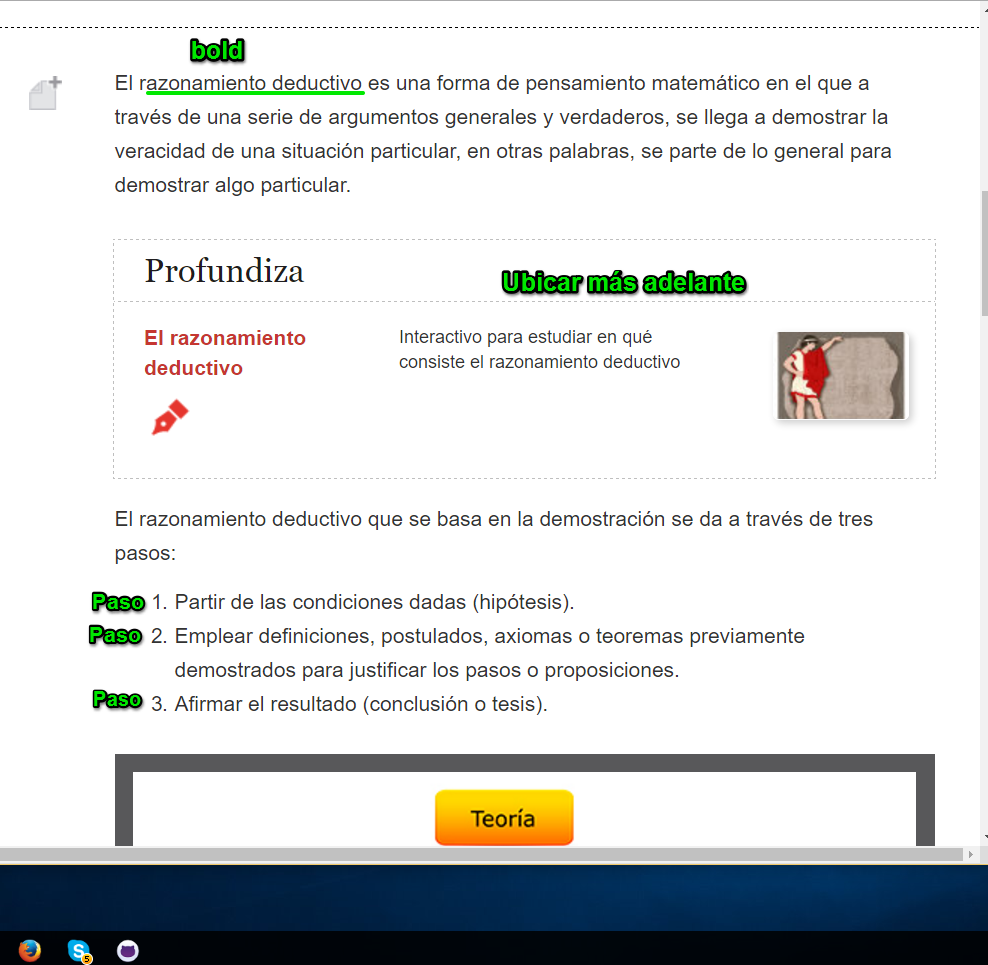 bold
El razonamiento deductivo es una forma de pensamiento matemático en el que a
través de una serie de argumentos generales y verdaderos, se llega a demostrar la
veracidad de una situación particular, en otras palabras, se parte de lo general para
demostrar algo particular.
Profundiza
Ubicar más adelante
El razonamiento
deductivo
Interactivo para estudiar en qué
consiste el razonamiento deductivo
El razonamiento deductivo que se basa en la demostración se da a través de tres
pasos:
Paso 1. Partir de las condiciones dadas (hipótesis).
Paso 2. Emplear definiciones, postulados, axiomas o teoremas previamente
demostrados para justificar los pasos o proposiciones.
Paso 3. Afirmar el resultado (conclusión o tesis).
Teoría
S
5